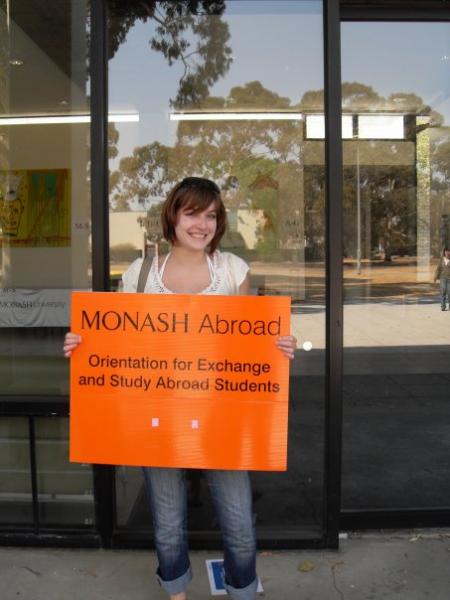 MONASH Abroad
Orientation for Exchange
and Study Abroad Students
M-S
MONASH University